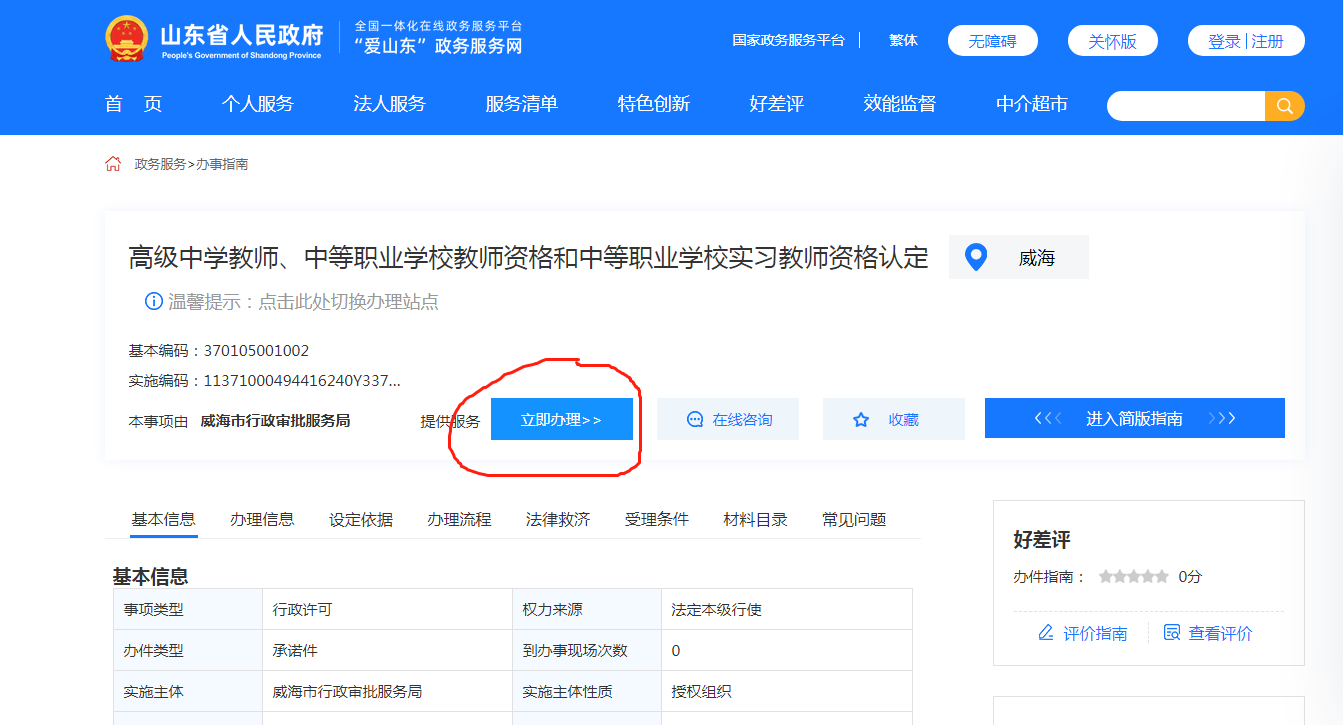 山东省人民政府
People's Government of Shandong Province
全国一体化在线政务服务平台
“爱山东”政务服务网
国家政务服务平台
繁体
无障碍
关怀版
登录|注册
首 页
个人服务
法人服务
服务清单
特色创新
好差评
效能监督
中介超市
政务服务>办事指南
高级中学教师、中等职业学校教师资格和中等职业学校实习教师资格认定
威海
温馨提示：点击此处切换办理站点
基本编码：370105001002
实施编码：11371000494416240Y337...
本事项由 威海市行政审批服务局 提供服务
立即办理>>
在线咨询
收藏
进入简版指南
基本信息
办理信息
设定依据
办理流程
法律救济
受理条件
材料目录
常见问题
基本信息
事项类型 行政许可 权力来源 法定本级行使
办件类型 承诺件 到办事现场次数 0
实施主体 威海市行政审批服务局 实施主体性质 授权组织
好差评
办件指南： 0分
评价指南
查看评价